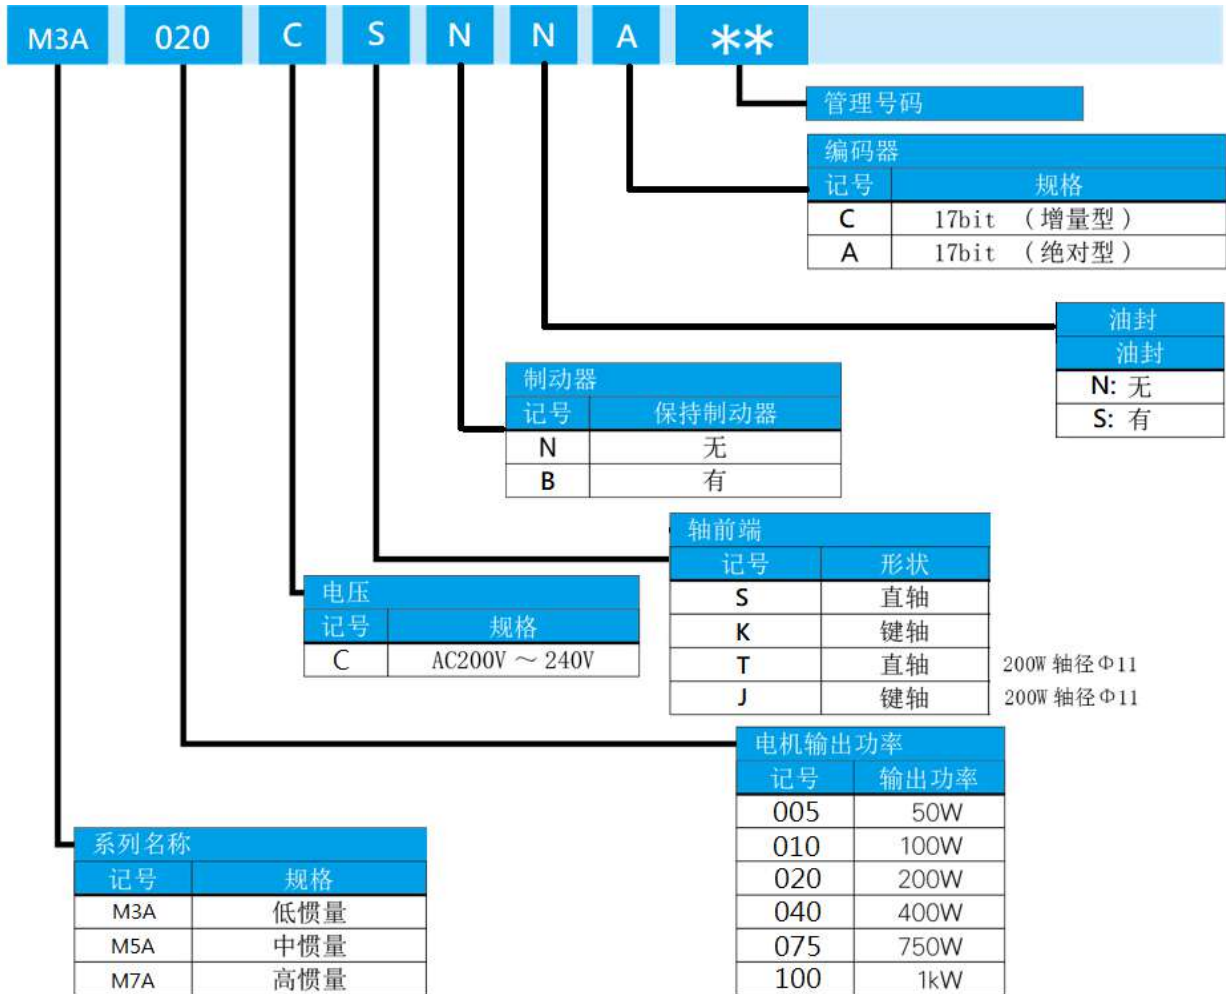 M3A 020 C S N N A **
管理号码
编码器
记号 规格
C 17bit （增量型）
A 17bit （绝对型）
油封
油封
N: 无
S: 有
制动器
记号 保持制动器
N 无
B 有
轴前端
记号 形状
S 直轴
K 键轴
T 直轴 200W 轴径Φ11
J 键轴 200W 轴径Φ11
电压
记号 规格
C AC200V ～ 240V
电机输出功率
记号 输出功率
005 50W
010 100W
020 200W
040 400W
075 750W
100 1kW
系列名称
记号 规格
M3A 低惯量
M5A 中惯量
M7A 高惯量